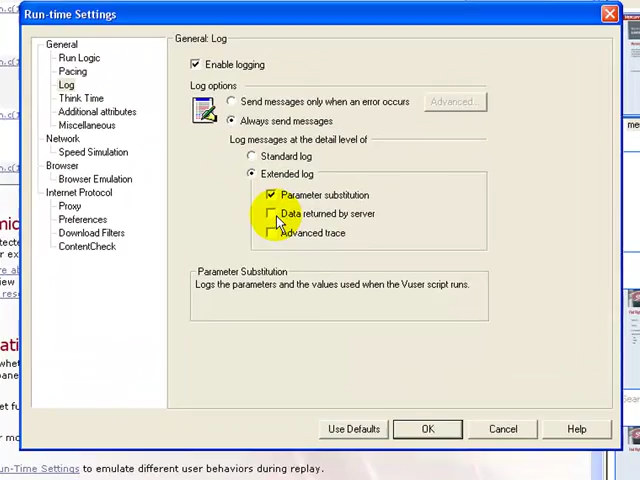 Run-time Settings
General
Run Logic
Pacing
Log
Think Time
Additional attributes
Miscellaneous
Network
Speed Simulation
Browser
Browser Emulation
Internet Protocol
Proxy
Preferences
Download Filters
ContentCheck
General: Log
Enable logging
Log options
Send messages only when an error occurs
Advanced...
Always send messages
Log messages at the detail level of
Standard log
Extended log
Parameter substitution
Data returned by server
Advanced trace
Parameter Substitution
Logs the parameters and the values used when the Vuser script runs.
Use Defaults
OK
Cancel
Help
un-Time Settings to emulate different user behaviors during replay.